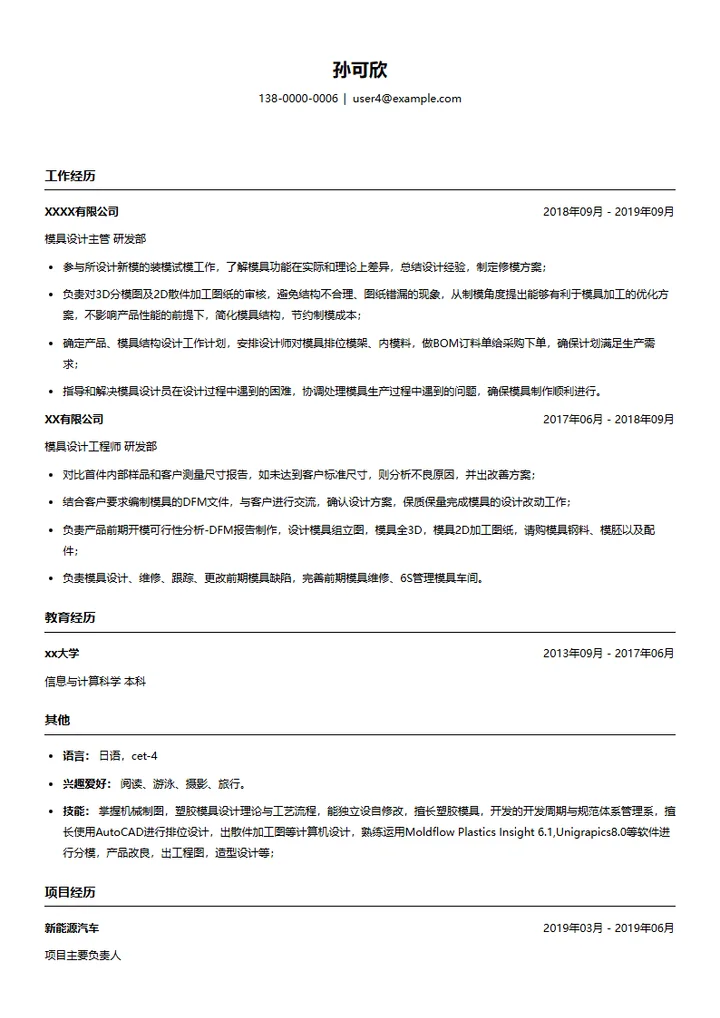 孙可欣
138-0000-0006 | user4@example.com
工作经历
XXXX有限公司 2018年09月 - 2019年09月
模具设计主管 研发部
• 参与所设计新模的装模试模工作，了解模具功能在实际和理论上差异，总结设计经验，制定修模方案；
• 负责对3D分模图及2D散件加工图纸的审核，避免结构不合理、图纸错漏的现象，从制模角度提出能够有利于模具加工的优化方
案，不影响产品性能的前提下，简化模具结构，节约制模成本；
• 确定产品、模具结构设计工作计划，安排设计师对模具排位模架、内模料，做BOM订料单给采购下单，确保计划满足生产需
求；
• 指导和解决模具设计员在设计过程中遇到的困难，协调处理模具生产过程中遇到的问题，确保模具制作顺利进行。
XX有限公司 2017年06月 - 2018年09月
模具设计工程师 研发部
• 对比首件内部样品和客户测量尺寸报告，如未达到客户标准尺寸，则分析不良原因，并出改善方案；
• 结合客户要求编制模具的DFM文件，与客户进行交流，确认设计方案，保质保量完成模具的设计改动工作；
• 负责产品前期开模可行性分析-DFM报告制作，设计模具组立图，模具全3D，模具2D加工图纸，请购模具钢料、模胚以及配
件；
• 负责模具设计、维修、跟踪、更改前期模具缺陷，完善前期模具维修、6S管理模具车间。
教育经历
xx大学 2013年09月 - 2017年06月
信息与计算科学 本科
其他
• 语言： 日语，cet-4
• 兴趣爱好： 阅读、游泳、摄影、旅行。
• 技能： 掌握机械制图，塑胶模具设计理论与工艺流程，能独立设自修改，擅长塑胶模具，开发的开发周期与规范体系管理系，擅
长使用AutoCAD进行排位设计，出散件加工图等计算机设计，熟练运用Moldflow Plastics Insight 6.1,Unigrapics8.0等软件进
行分模，产品改良，出工程图，造型设计等；
项目经历
新能源汽车 2019年03月 - 2019年06月
项目主要负责人